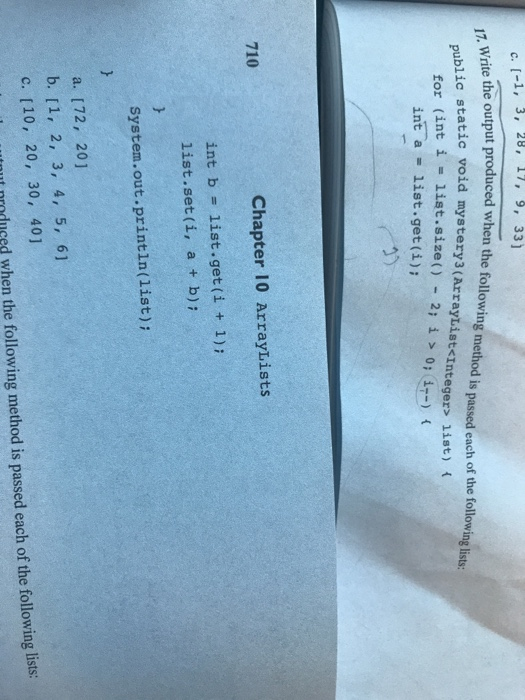 c. [-1, 3, 28, 17, 9, 33]
17. Write the output produced when the following method is passed each of the following lists:
public static void mystery3(ArrayList<Integer> list) {
for (int i = list.size() - 2; i > 0; i--) {
int a = list.get(i);
710 Chapter 10 ArrayLists
int b = list.get(i + 1);
list.set(i, a + b);
}
System.out.println(list);
}
a. [72, 20]
b. [1, 2, 3, 4, 5, 6]
c. [10, 20, 30, 40]
produced when the following method is passed each of the following lists: